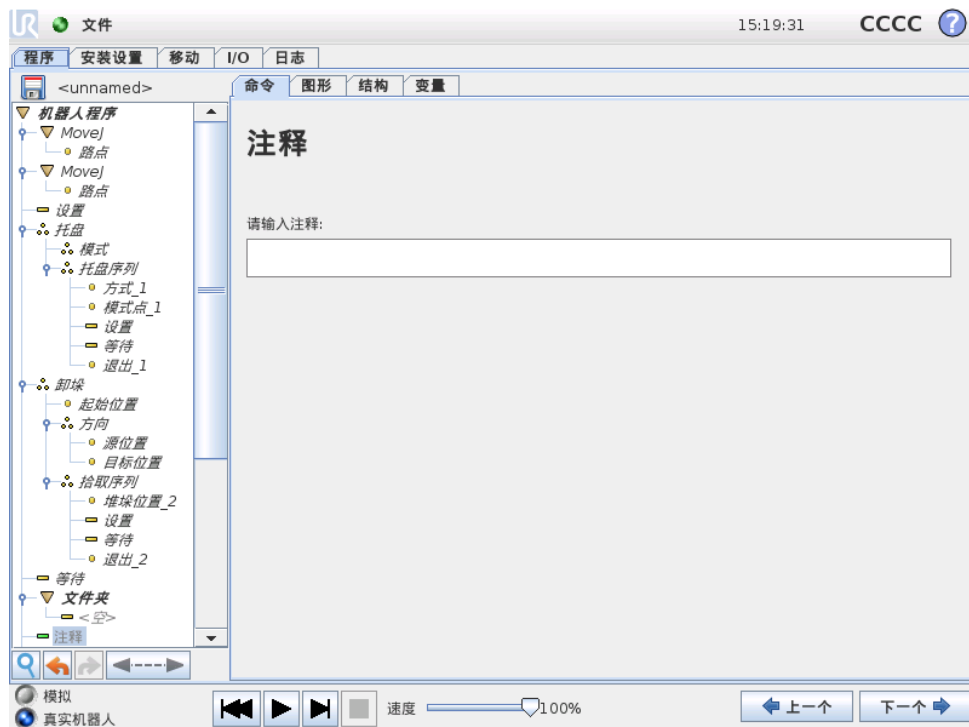 UR 文件 15:19:31 CCCC ?
程序 安装设置 移动 I/O 日志
<unnamed>
命令 图形 结构 变量
机器人程序
MoveJ
路点
MoveJ
路点
设置
托盘
模式
托盘序列
方式_1
模式点_1
设置
等待
退出_1
卸垛
起始位置
方向
源位置
目标位置
拾取序列
堆垛位置_2
设置
等待
退出_2
等待
文件夹
<空>
注释
注释
请输入注释:
模拟
真实机器人
速度 100%
上一个 下一个